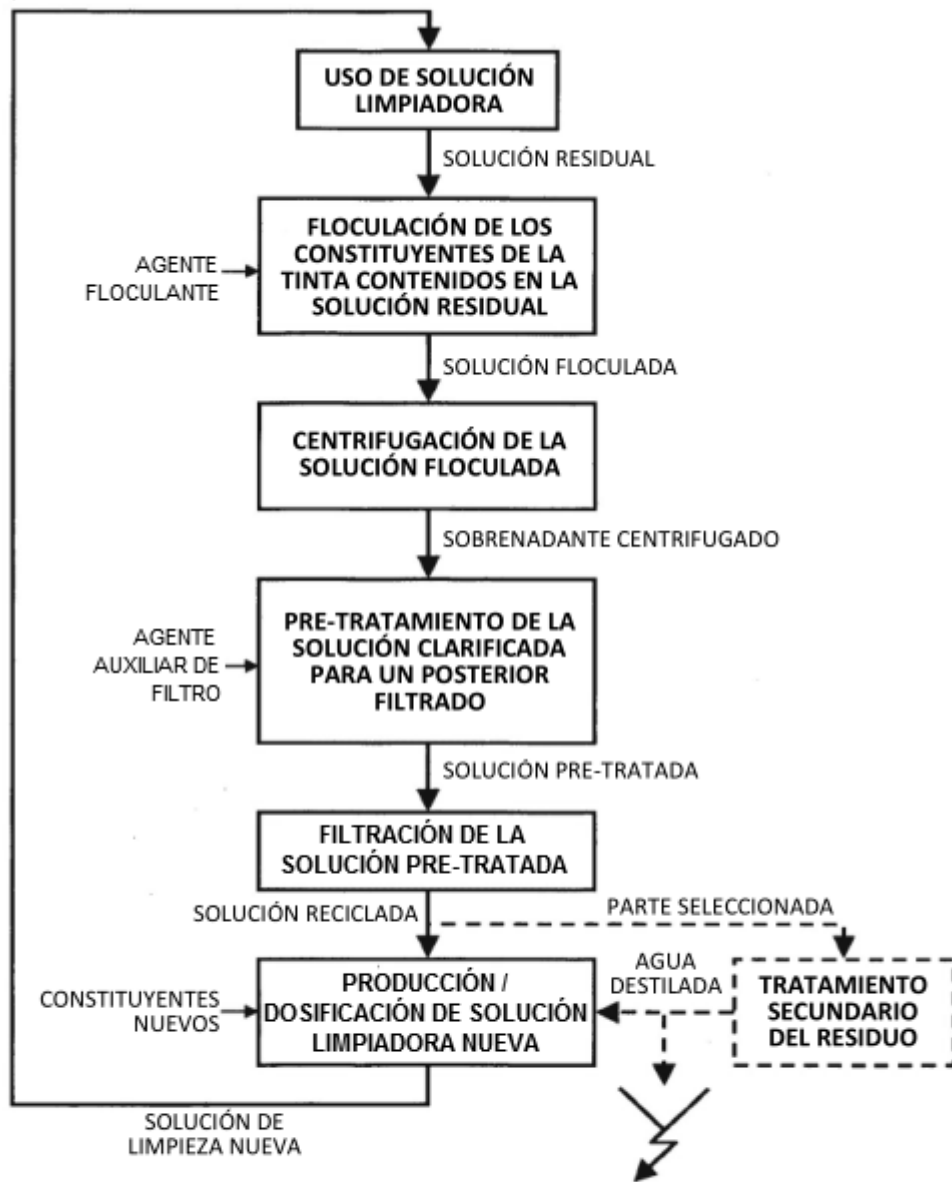 USO DE SOLUCIÓN
LIMPIADORA
SOLUCIÓN RESIDUAL
FLOCULACIÓN DE LOS
CONSTITUYENTES DE LA
TINTA CONTENIDOS EN LA
SOLUCIÓN RESIDUAL
AGENTE
FLOCULANTE
SOLUCIÓN FLOCULADA
CENTRIFUGACIÓN DE LA
SOLUCIÓN FLOCULADA
SOBRENADANTE CENTRIFUGADO
PRE-TRATAMIENTO DE LA
SOLUCIÓN CLARIFICADA
PARA UN POSTERIOR
FILTRADO
AGENTE
AUXILIAR DE
FILTRO
SOLUCIÓN PRE-TRATADA
FILTRACIÓN DE LA
SOLUCIÓN PRE-TRATADA
SOLUCIÓN RECICLADA
PARTE SELECCIONADA
CONSTITUYENTES
NUEVOS
PRODUCCIÓN /
DOSIFICACIÓN DE SOLUCIÓN
LIMPIADORA NUEVA
AGUA
DESTILADA
TRATAMIENTO
SECUNDARIO
DEL RESIDUO
SOLUCIÓN DE
LIMPIEZA NUEVA